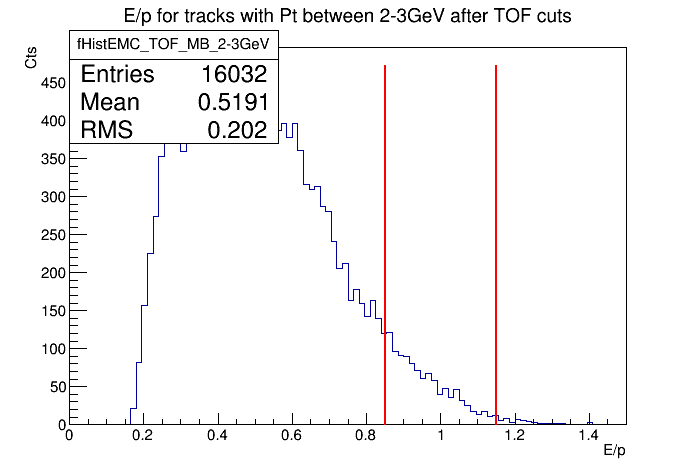 E/p for tracks with Pt between 2-3GeV after TOF cuts
Cts
fHistEMC_TOF_MB_2-3GeV
Entries 16032
Mean 0.5191
RMS 0.202
450
400
350
300
250
200
150
100
50
0
0 0.2 0.4 0.6 0.8 1 1.2 1.4
E/p